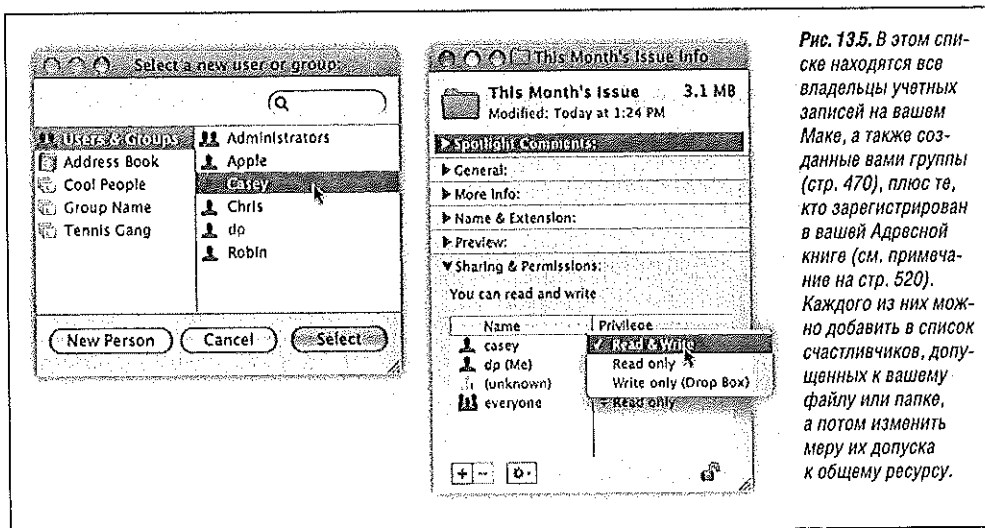 Select a new user or group:
Users & Groups
Address Book
Cool People
Group Name
Tennis Gang
Administrators
Apple
Casey
Chris
dp
Robin
New Person
Cancel
Select
This Month's Issue Info
This Month's Issue 3.1 MB
Modified: Today at 1:24 PM
Spotlight Comments:
General:
More Info:
Name & Extension:
Preview:
Sharing & Permissions:
You can read and write
Name Privilege
casey ✓ Read & Write
dp (Me) Read only
(unknown) Write only (Drop Box)
everyone Read only
Рис. 13.5. В этом спи-
ске находятся все
владельцы учетных
записей на вашем
Маке, а также соз-
данные вами группы
(стр. 470), плюс те,
кто зарегистрирован
в вашей Адресной
книге (см. примеча-
ние на стр. 520).
Каждого из них мож-
но добавить в список
счастливчиков, допу-
щенных к вашему
файлу или папке,
а потом изменить
меру их допуска
к общему ресурсу.